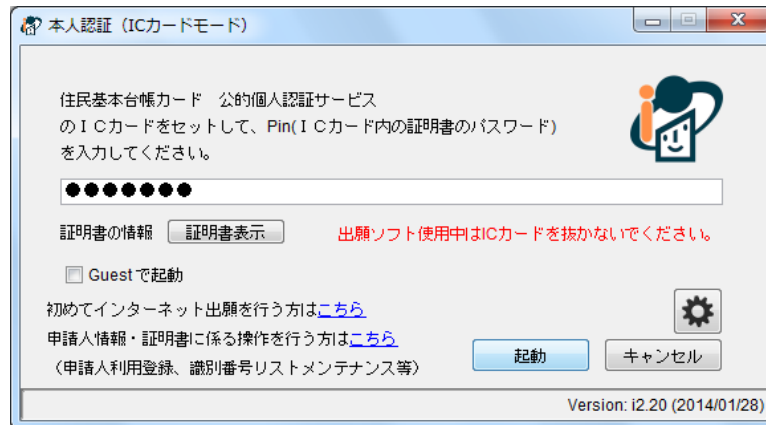 本人認証（ICカードモード）
住民基本台帳カード　公的個人認証サービス
のＩＣカードをセットして、Pin(ＩＣカード内の証明書のパスワード)
を入力してください。
●●●●●●●
証明書の情報 証明書表示 出願ソフト使用中はICカードを抜かないでください。
Guestで起動
初めてインターネット出願を行う方はこちら
申請人情報・証明書に係る操作を行う方はこちら
（申請人利用登録、識別番号リストメンテナンス等）
起動 キャンセル
Version: i2.20 (2014/01/28)